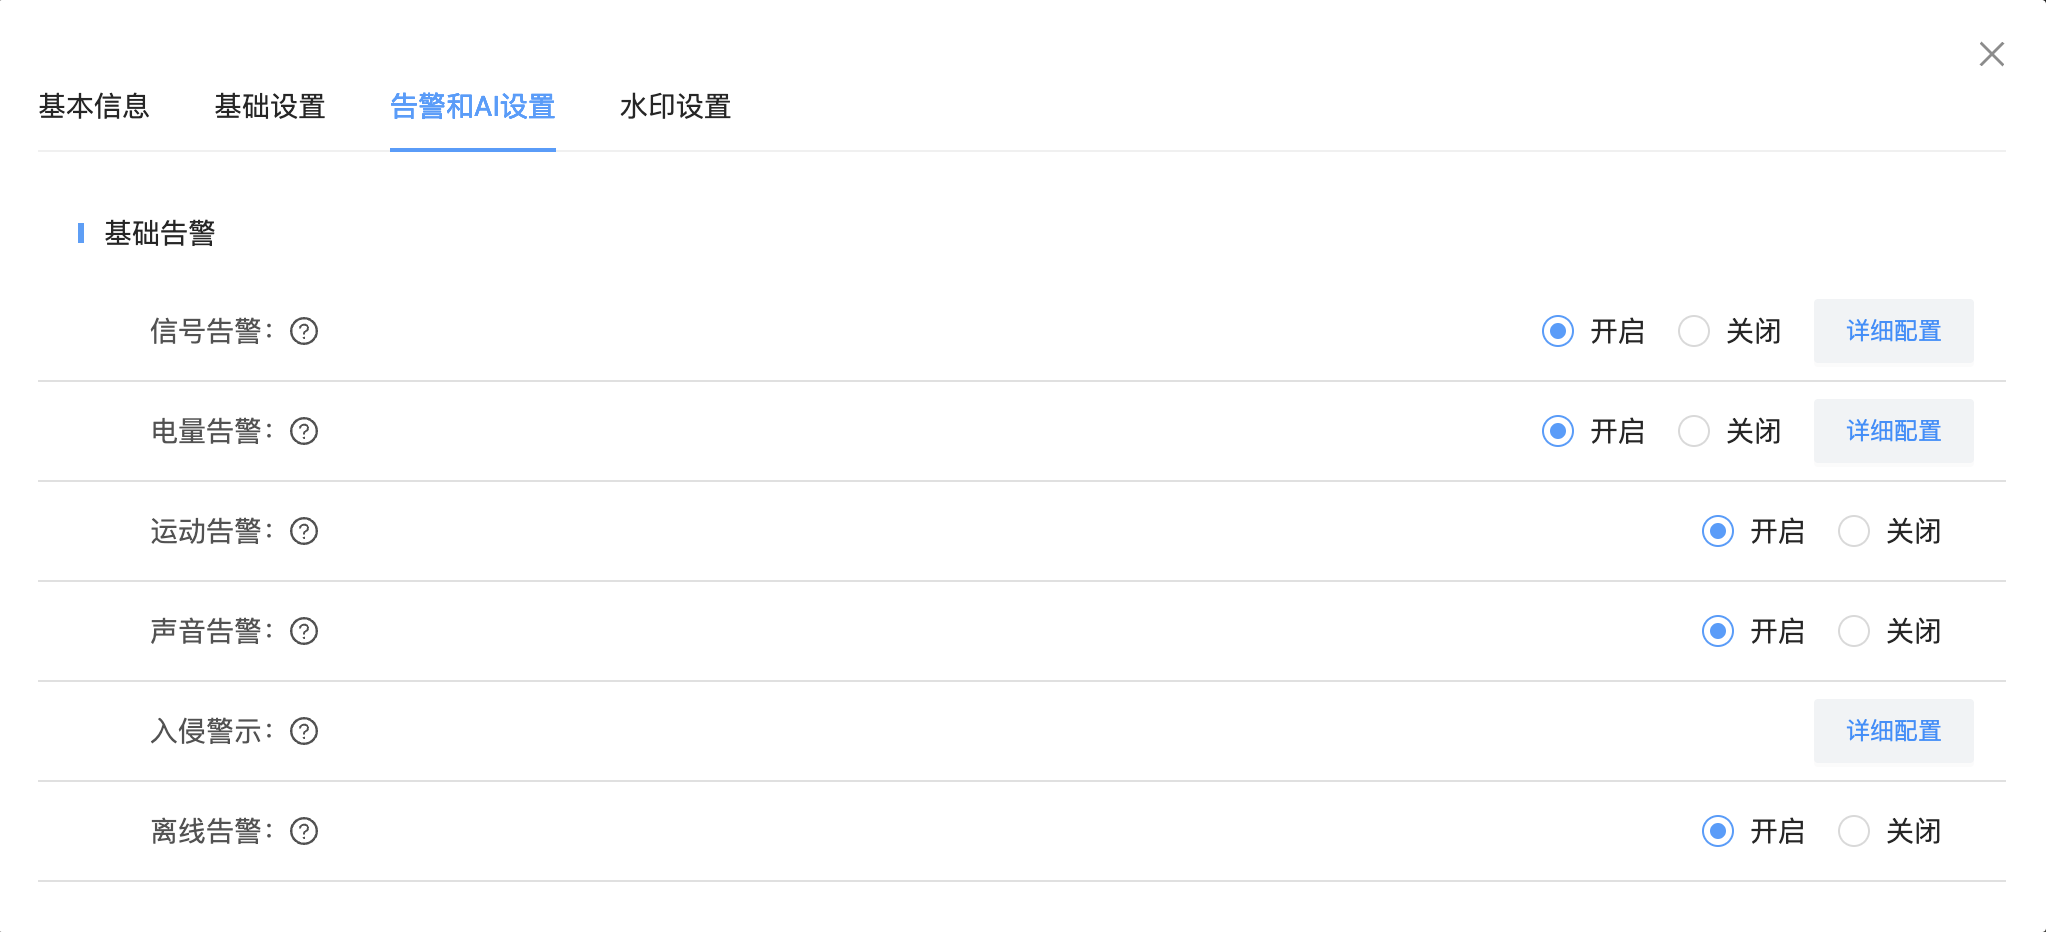 基本信息 基础设置 告警和AI设置 水印设置
基础告警
信号告警： 开启 关闭 详细配置
电量告警： 开启 关闭 详细配置
运动告警： 开启 关闭
声音告警： 开启 关闭
入侵警示： 详细配置
离线告警： 开启 关闭